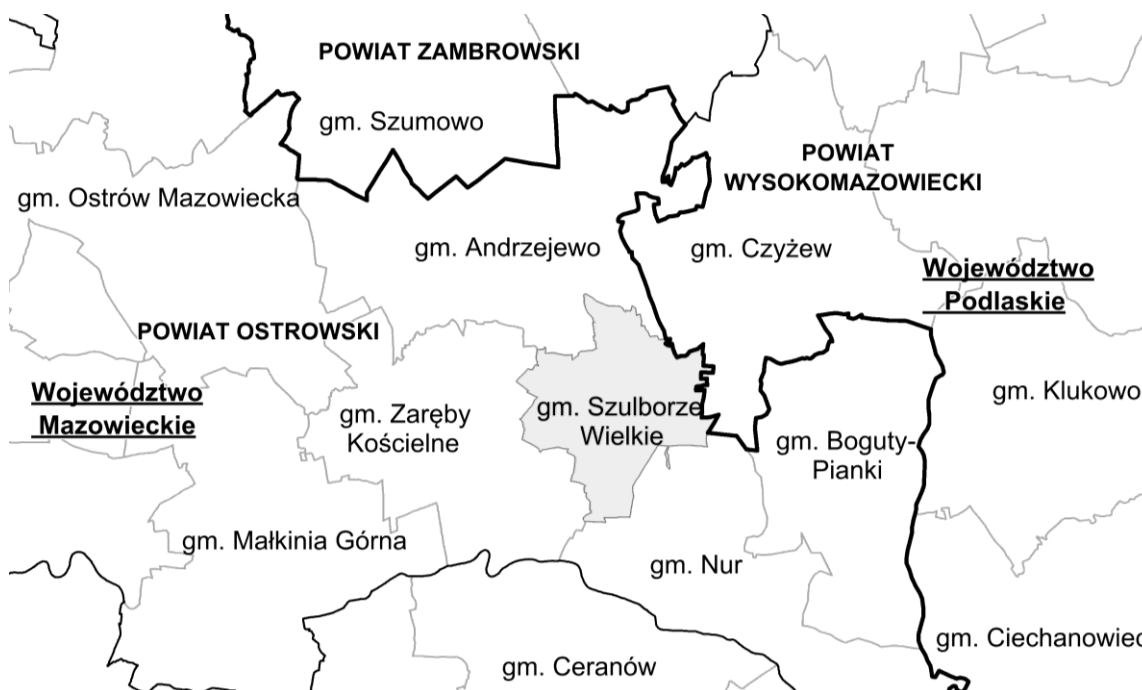 POWIAT ZAMBROWSKI
gm. Szumowo
POWIAT
WYSOKOMAZOWIECKI
gm. Ostrów Mazowiecka
gm. Andrzejewo
gm. Czyżew
Województwo
Podlaskie
POWIAT OSTROWSKI
Województwo
Mazowieckie
gm. Zaręby
Kościelne
gm. Szulborze
Wielkie
gm. Klukowo
gm. Boguty-
Pianki
gm. Małkinia Górna
gm. Nur
gm. Ciechanowiec
gm. Ceranów